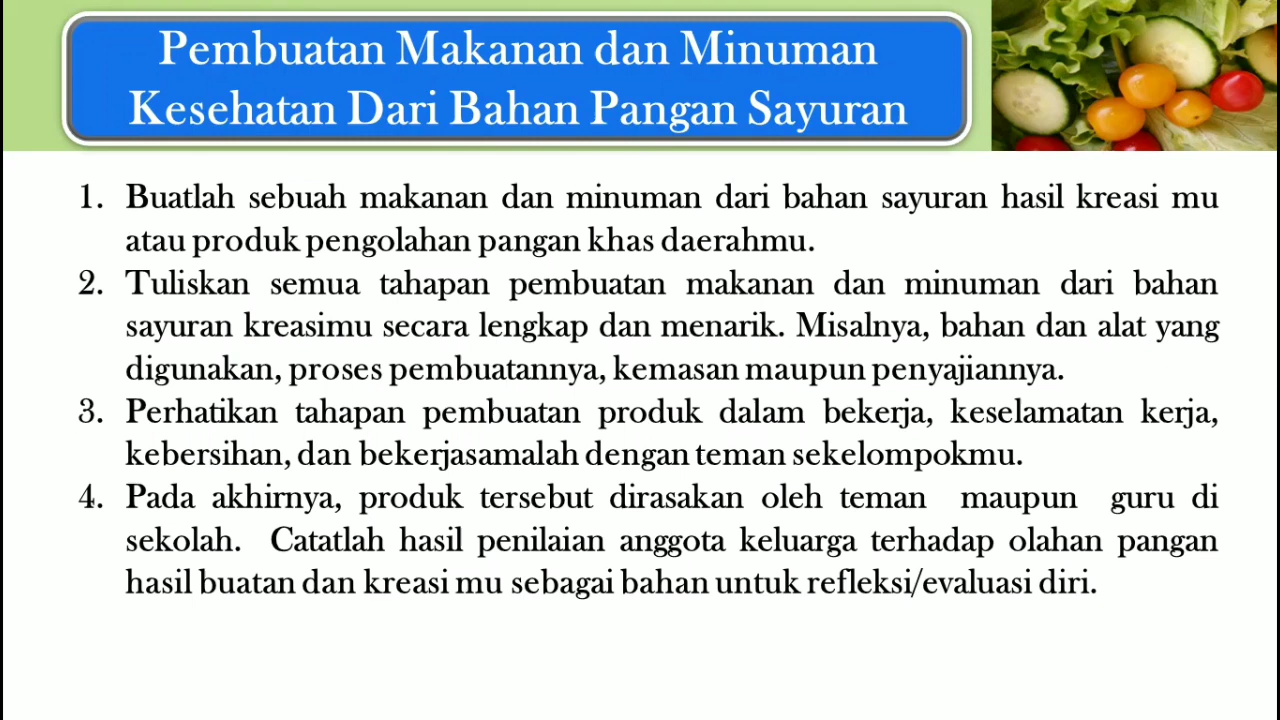 Pembuatan Makanan dan Minuman
Kesehatan Dari Bahan Pangan Sayuran
1. Buatlah sebuah makanan dan minuman dari bahan sayuran hasil kreasi mu
atau produk pengolahan pangan khas daerahmu.
2. Tuliskan semua tahapan pembuatan makanan dan minuman dari bahan
sayuran kreasimu secara lengkap dan menarik. Misalnya, bahan dan alat yang
digunakan, proses pembuatannya, kemasan maupun penyajiannya.
3. Perhatikan tahapan pembuatan produk dalam bekerja, keselamatan kerja,
kebersihan, dan bekerjasamalah dengan teman sekelompokmu.
4. Pada akhirnya, produk tersebut dirasakan oleh teman maupun guru di
sekolah. Catatlah hasil penilaian anggota keluarga terhadap olahan pangan
hasil buatan dan kreasi mu sebagai bahan untuk refleksi/evaluasi diri.